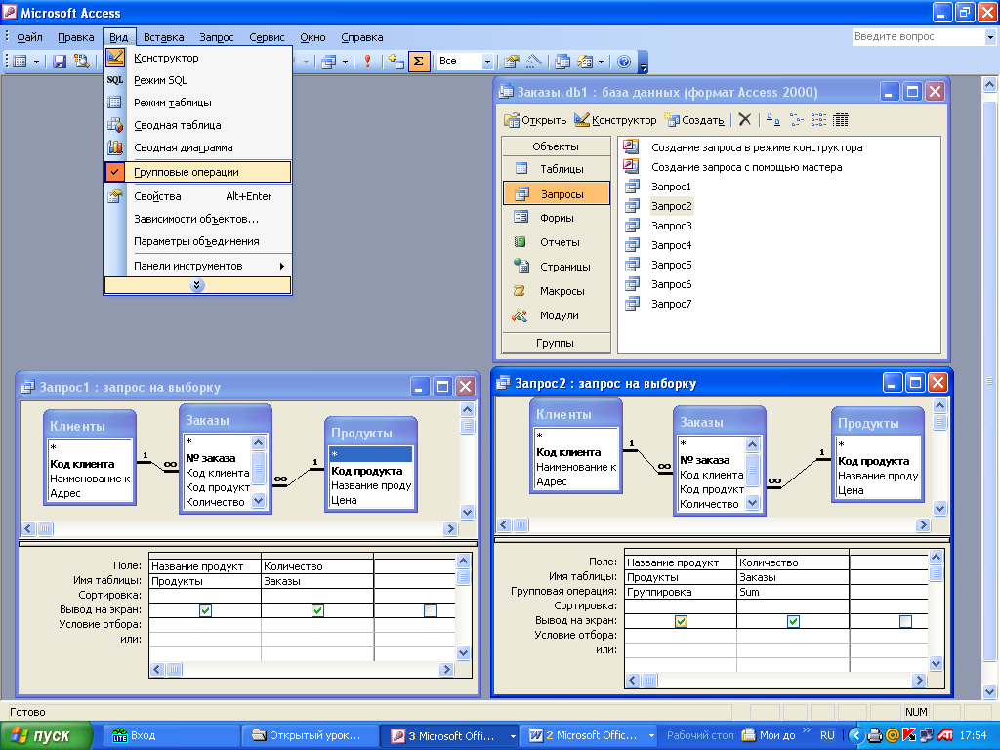 Microsoft Access
Файл Правка Вид Вставка Запрос Сервис Окно Справка
Введите вопрос
Все
Конструктор
SQL Режим SQL
Режим таблицы
Сводная таблица
Сводная диаграмма
Групповые операции
Свойства Alt+Enter
Зависимости объектов...
Параметры объединения
Панели инструментов
Заказы.db1 : база данных (формат Access 2000)
Открыть Конструктор Создать
Объекты
Таблицы
Запросы
Формы
Отчеты
Страницы
Макросы
Модули
Группы
Создание запроса в режиме конструктора
Создание запроса с помощью мастера
Запрос1
Запрос2
Запрос3
Запрос4
Запрос5
Запрос6
Запрос7
Запрос1 : запрос на выборку
Клиенты
*
Код клиента
Наименование к
Адрес
1 ∞
Заказы
*
№ заказа
Код клиента
Код продукт
Количество
∞ 1
Продукты
*
Код продукта
Название проду
Цена
Поле: Название продукт Количество
Имя таблицы: Продукты Заказы
Сортировка:
Вывод на экран:
Условие отбора:
или:
Запрос2 : запрос на выборку
Клиенты
*
Код клиента
Наименование к
Адрес
1 ∞
Заказы
*
№ заказа
Код клиента
Код продукт
Количество
∞ 1
Продукты
*
Код продукта
Название проду
Цена
Поле: Название продукт Количество
Имя таблицы: Продукты Заказы
Групповая операция: Группировка Sum
Сортировка:
Вывод на экран:
Условие отбора:
или:
Готово
NUM
пуск
Вход
Открытый урок...
3 Microsoft Offi...
2 Microsoft Offic...
Рабочий стол
Мои до »
RU
17:54